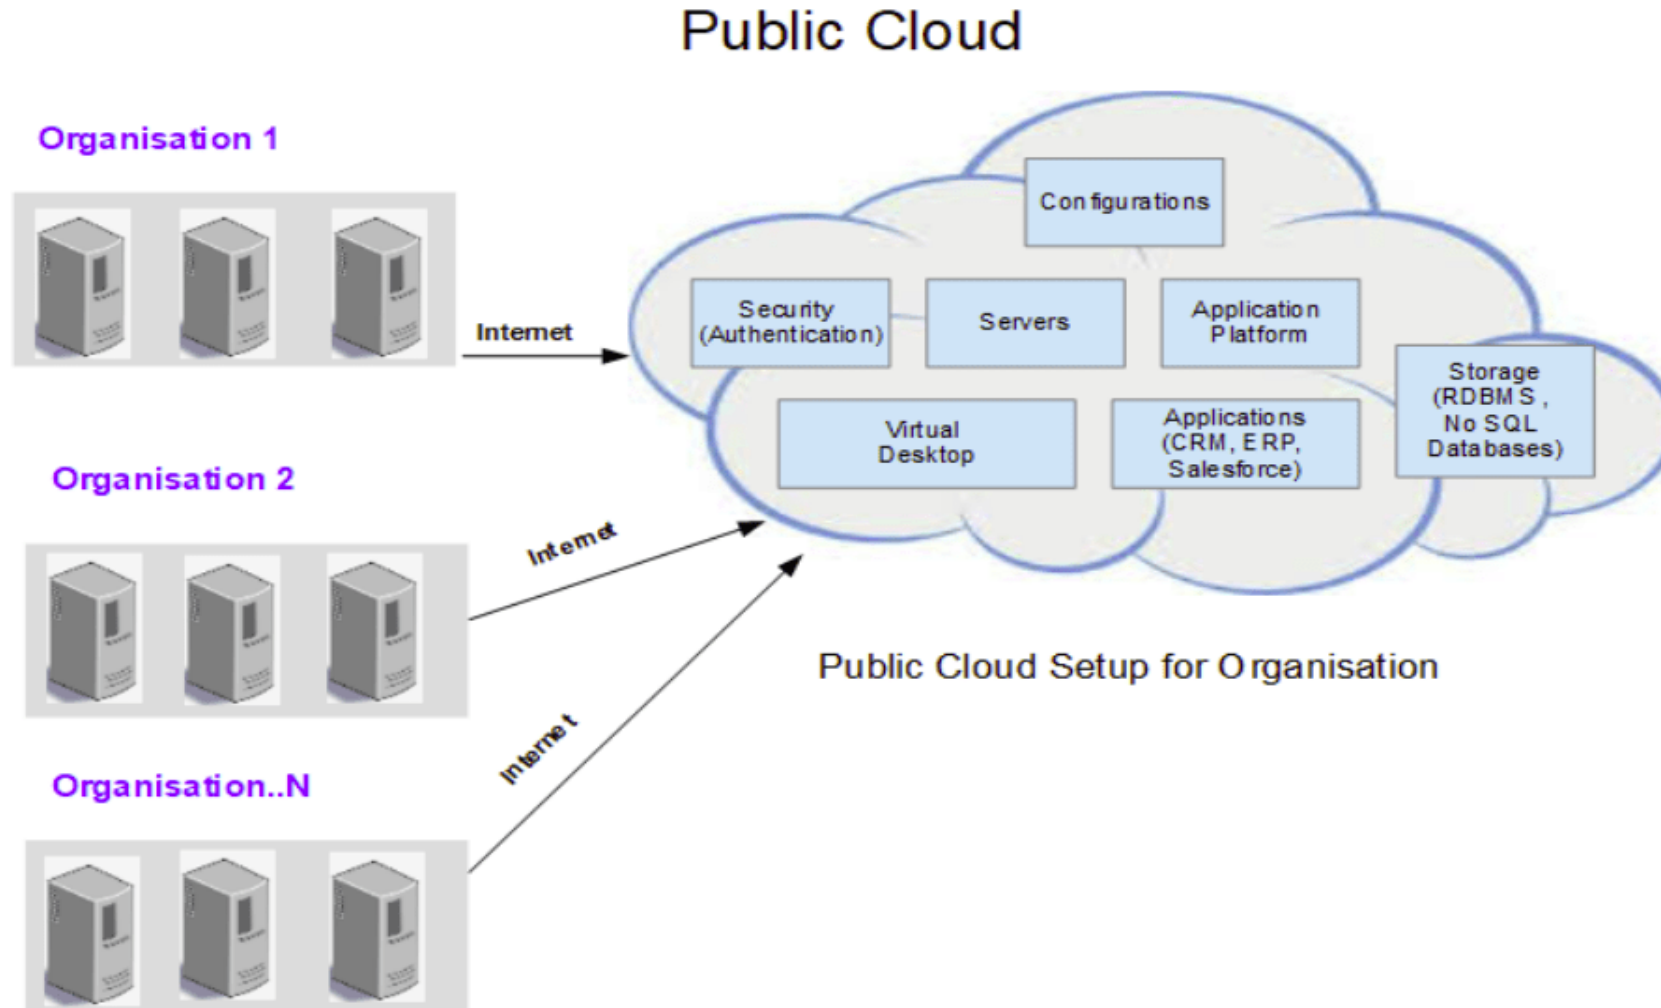 Public Cloud
Organisation 1
Internet
Configurations
Security
(Authentication)
Servers
Application
Platform
Storage
(RDBMS ,
No SQL
Databases)
Virtual
Desktop
Applications
(CRM, ERP,
Salesforce)
Organisation 2
Internet
Public Cloud Setup for Organisation
Organisation..N
Internet